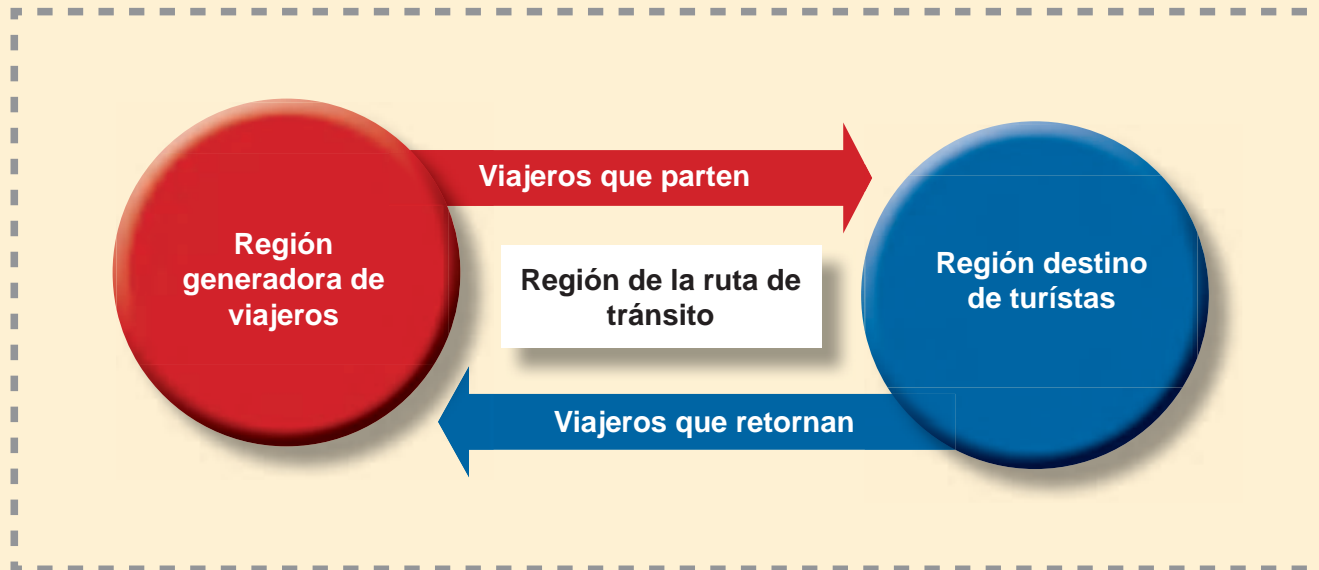 Viajeros que parten
Región
generadora de
viajeros
Región de la ruta de
tránsito
Región destino
de turístas
Viajeros que retornan